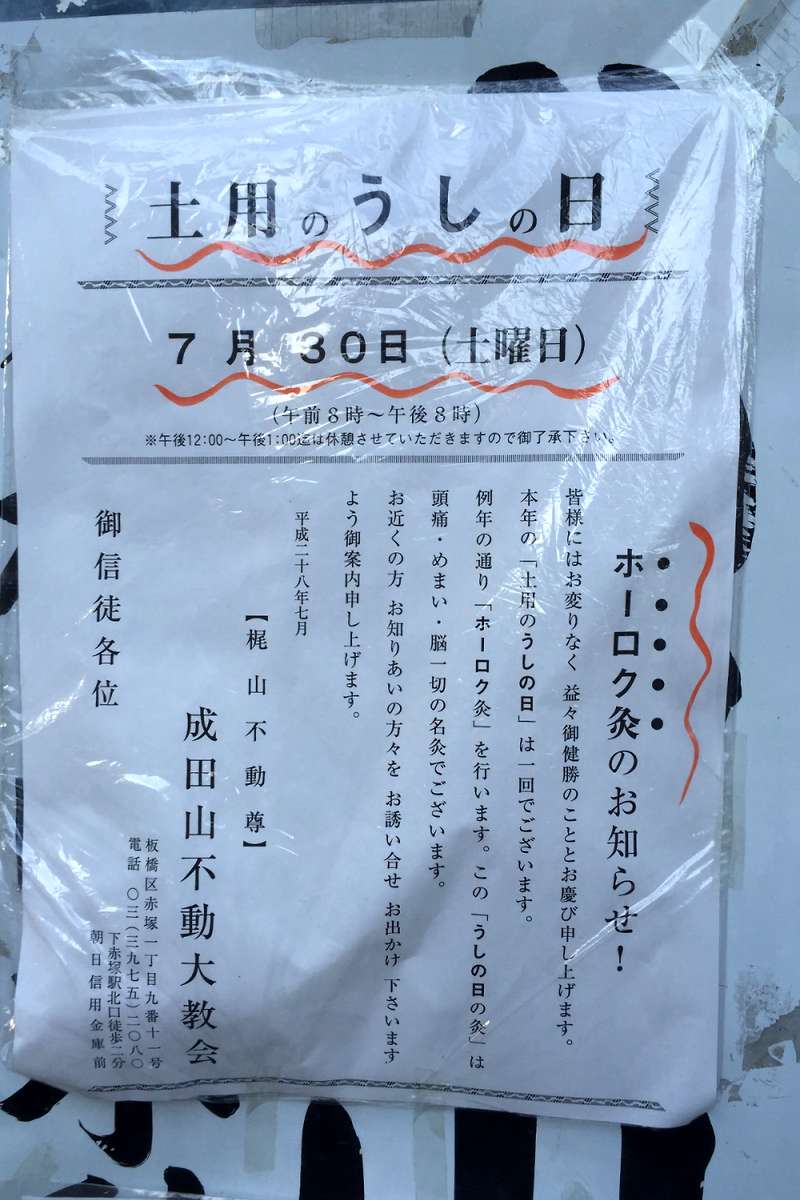 土用のうしの日
7月 30日（土曜日）
（午前8時～午後8時）
※午後12:00～午後1:00迄は休憩させていただきますので御了承下さい。
ホーロク灸のお知らせ！
皆様にはお変りなく 益々御健勝のこととお慶び申し上げます。
本年の「土用のうしの日」は一回でございます。
例年の通り「ホーロク灸」を行います。この「うしの日の灸」は
頭痛・めまい・脳一切の名灸でございます。
お近くの方 お知りあいの方々を お誘い合せ お出かけ 下さいます
よう御案内申し上げます。
平成二十八年七月
【梶山不動尊】
成田山不動大教会
板橋区赤塚一丁目九番十一号
電話 〇三（三九七五）二〇八〇
下赤塚駅北口徒歩二分
朝日信用金庫前
御信徒各位